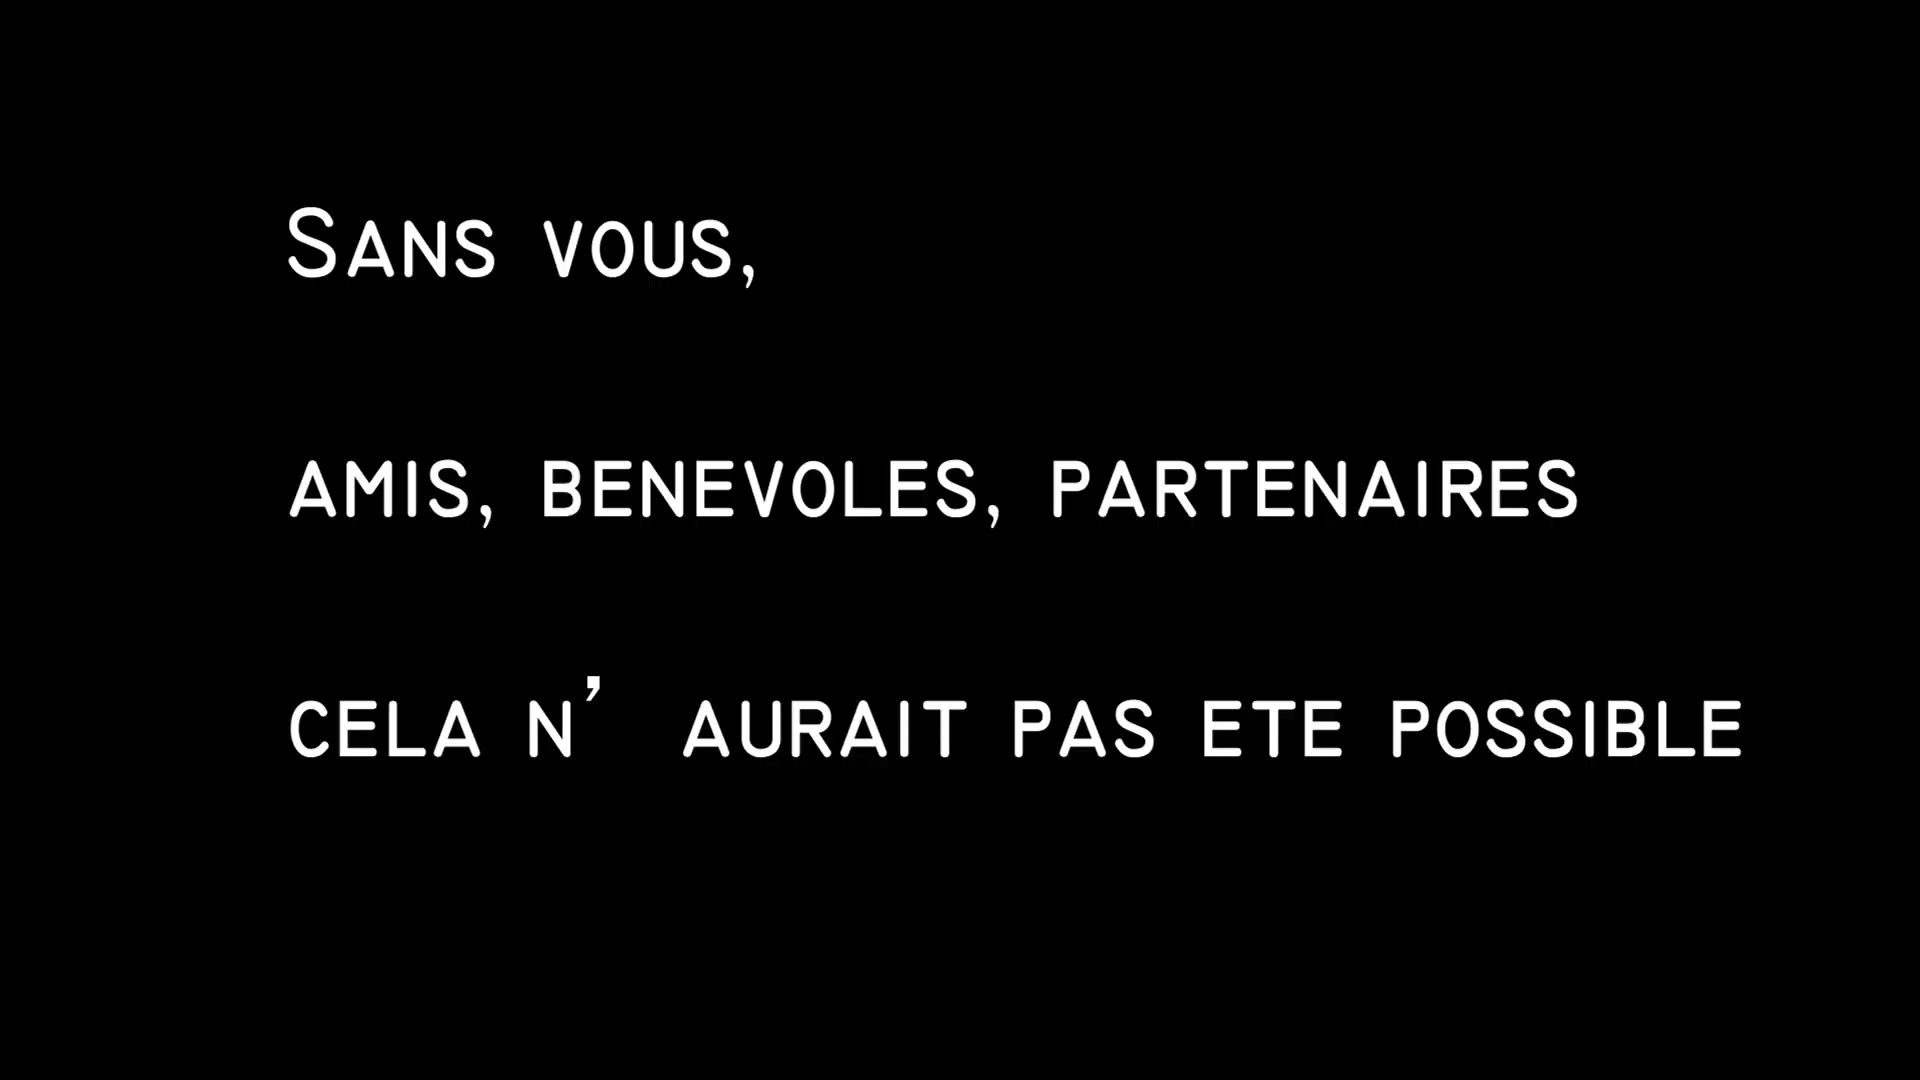 Sans vous,
amis, benevoles, partenaires
cela n’ aurait pas ete possible